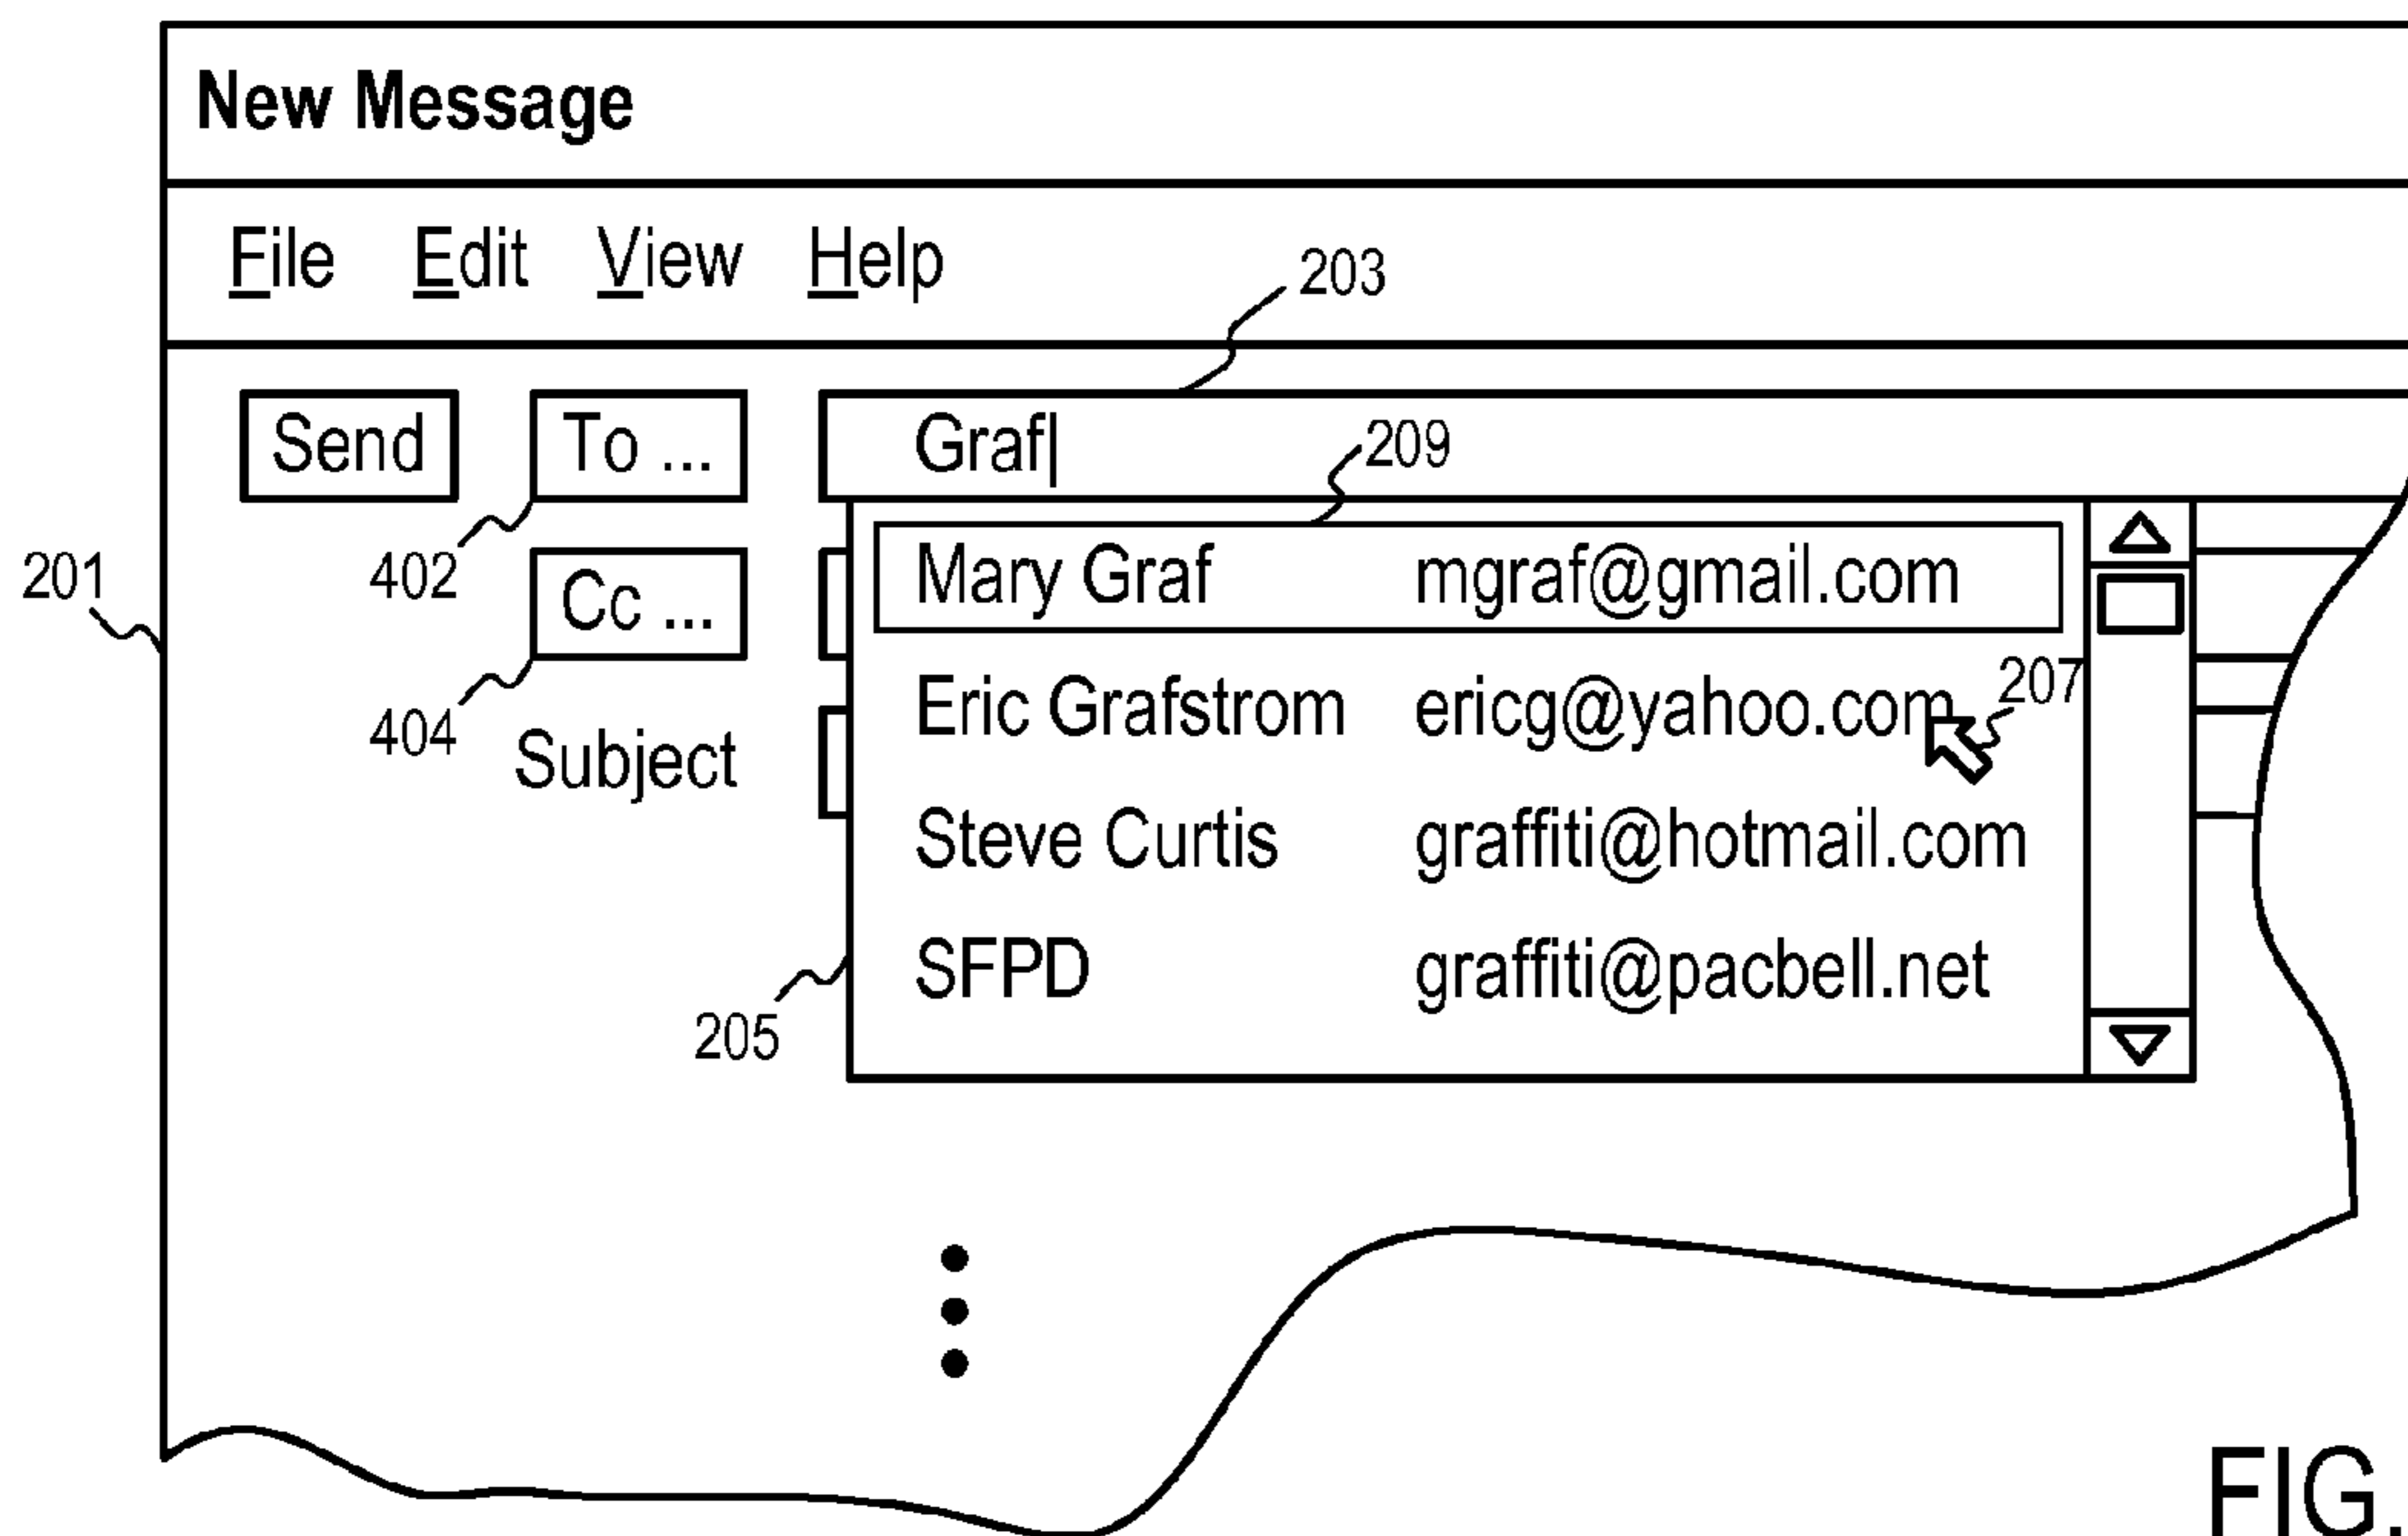 New Message
File Edit View Help
203
Send To ... Graf
209
201
402
Mary Graf mgraf@gmail.com
Cc ...
207
404
Eric Grafstrom ericg@yahoo.com
Subject
Steve Curtis graffiti@hotmail.com
SFPD graffiti@pacbell.net
205
FIG.